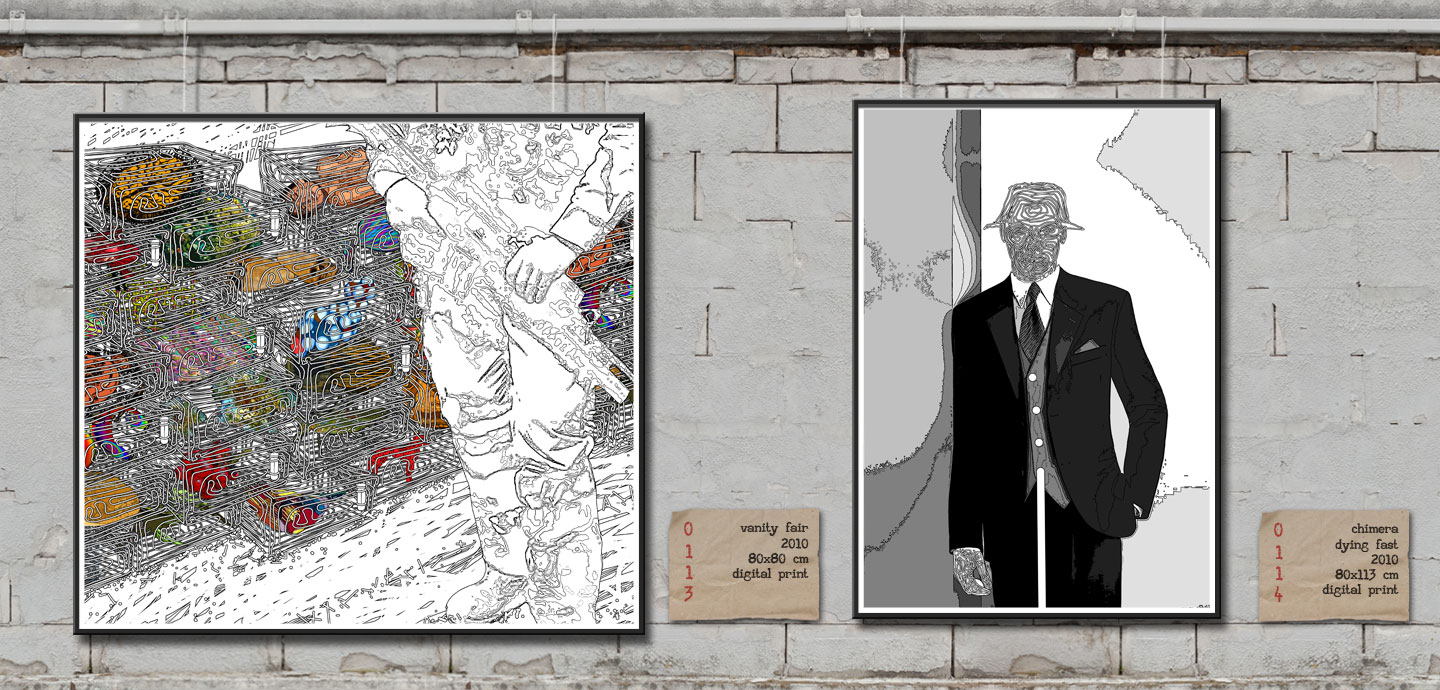 0
1
1
3
vanity fair
2010
80x80 cm
digital print
0
1
1
4
chimera
dying fast
2010
80x113 cm
digital print